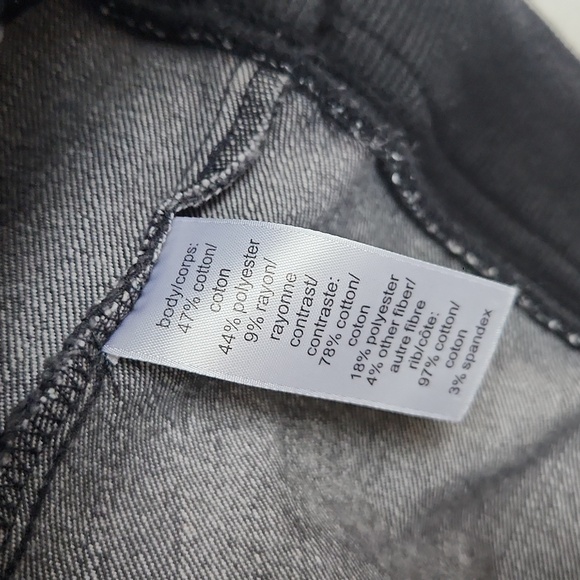 body/corps:
47% cotton/
coton
44% polyester
9% rayon/
rayonne
contrast/
contraste:
78% cotton/
coton
18% polyester
4% other fiber/
autre fibre
rib/côte:
97% cotton/
coton
3% spandex